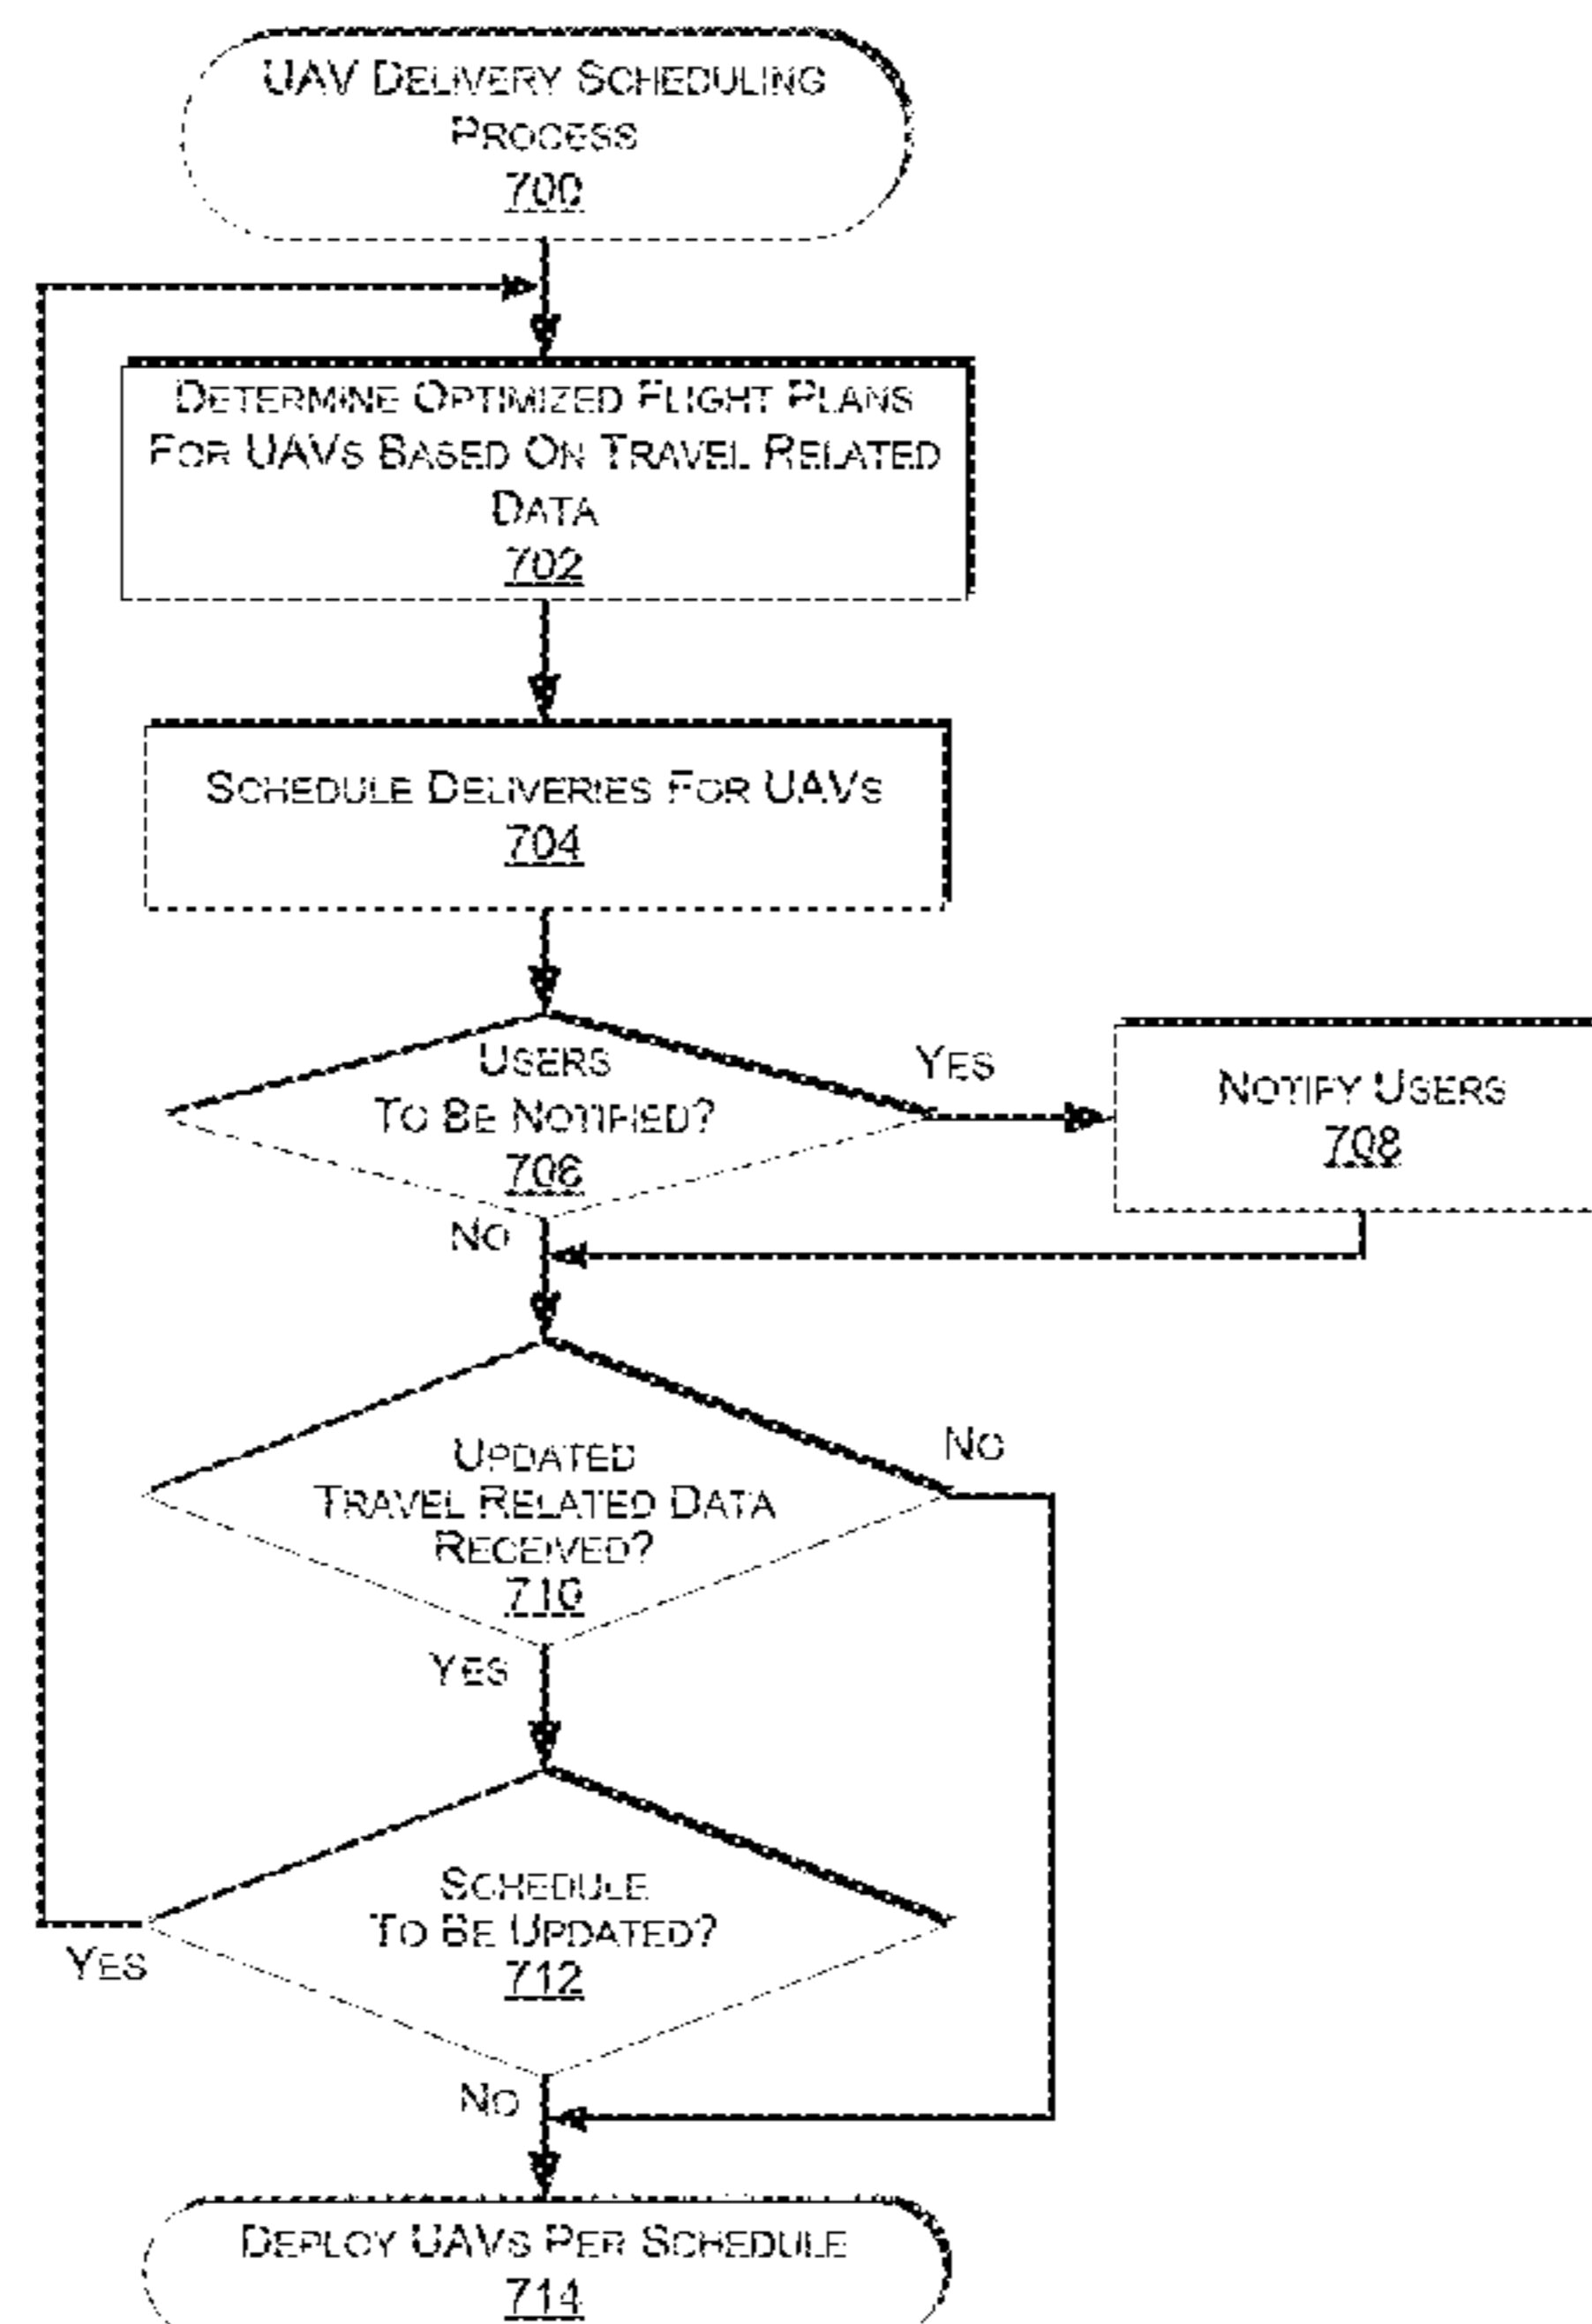 UAV DELIVERY SCHEDULING
PROCESS
700
DETERMINE OPTIMIZED FLIGHT PLANS
FOR UAVS BASED ON TRAVEL RELATED
DATA
702
SCHEDULE DELIVERIES FOR UAVS
704
USERS
TO BE NOTIFIED?
706
YES
NOTIFY USERS
708
NO
UPDATED
TRAVEL RELATED DATA
RECEIVED?
710
NO
YES
SCHEDULE
TO BE UPDATED?
712
YES
NO
DEPLOY UAVS PER SCHEDULE
714